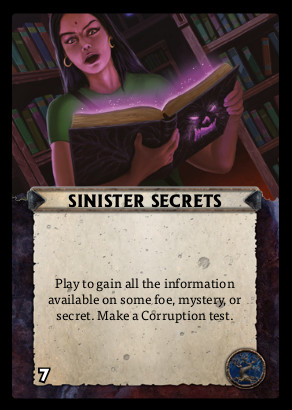 SINISTER SECRETS
Play to gain all the information
available on some foe, mystery, or
secret. Make a Corruption test.
7